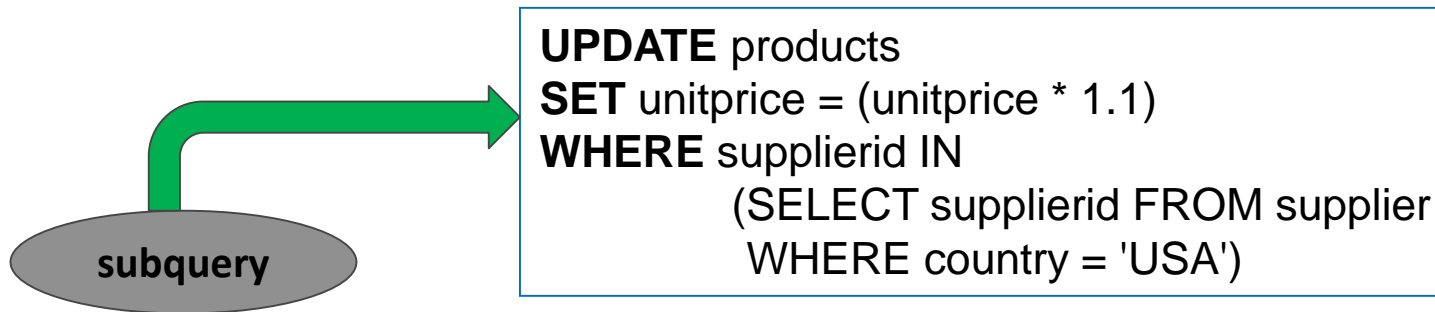 UPDATE products
SET unitprice = (unitprice * 1.1)
WHERE supplierid IN
(SELECT supplierid FROM supplier
WHERE country = 'USA')
subquery